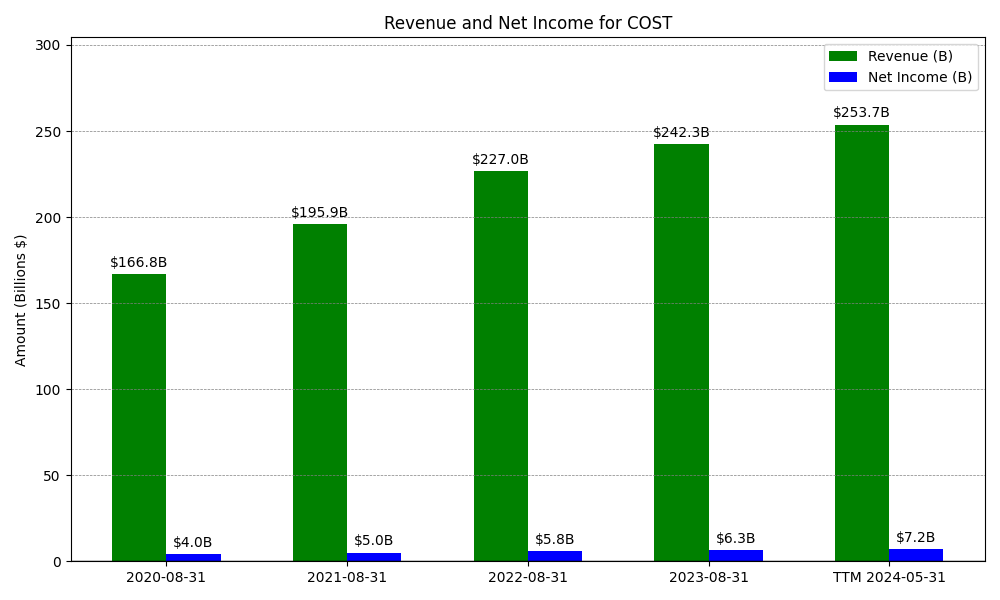 Revenue and Net Income for COST
Revenue (B)
Net Income (B)
Amount (Billions $)
300
250
200
150
100
50
0
$166.8B
$195.9B
$227.0B
$242.3B
$253.7B
$4.0B
$5.0B
$5.8B
$6.3B
$7.2B
2020-08-31
2021-08-31
2022-08-31
2023-08-31
TTM 2024-05-31